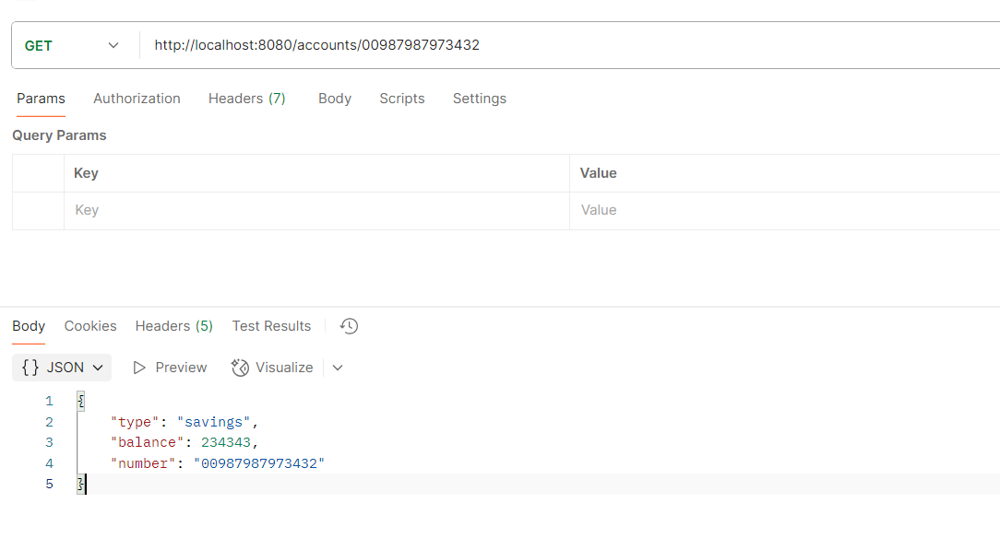 GET http://localhost:8080/accounts/00987987973432
Params Authorization Headers (7) Body Scripts Settings
Query Params
Key Value
Key Value
Body Cookies Headers (5) Test Results
{} JSON Preview Visualize
1 {
2 "type": "savings",
3 "balance": 234343,
4 "number": "00987987973432"
5 }